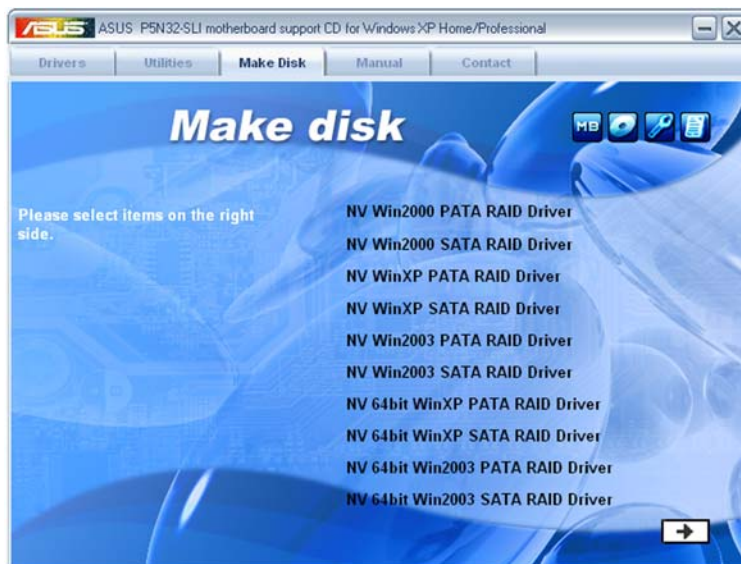 ASUS ASUS P5N32-SLI motherboard support CD for Windows XP Home/Professional
Drivers Utilities Make Disk Manual Contact
Make disk
MB
Please select items on the right
side.
NV Win2000 PATA RAID Driver
NV Win2000 SATA RAID Driver
NV WinXP PATA RAID Driver
NV WinXP SATA RAID Driver
NV Win2003 PATA RAID Driver
NV Win2003 SATA RAID Driver
NV 64bit WinXP PATA RAID Driver
NV 64bit WinXP SATA RAID Driver
NV 64bit Win2003 PATA RAID Driver
NV 64bit Win2003 SATA RAID Driver